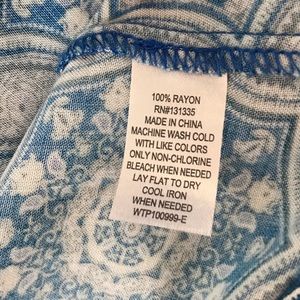 100% RAYON
RN#131335
MADE IN CHINA
MACHINE WASH COLD
WITH LIKE COLORS
ONLY NON-CHLORINE
BLEACH WHEN NEEDED
LAY FLAT TO DRY
COOL IRON
WHEN NEEDED
WTP100999-E